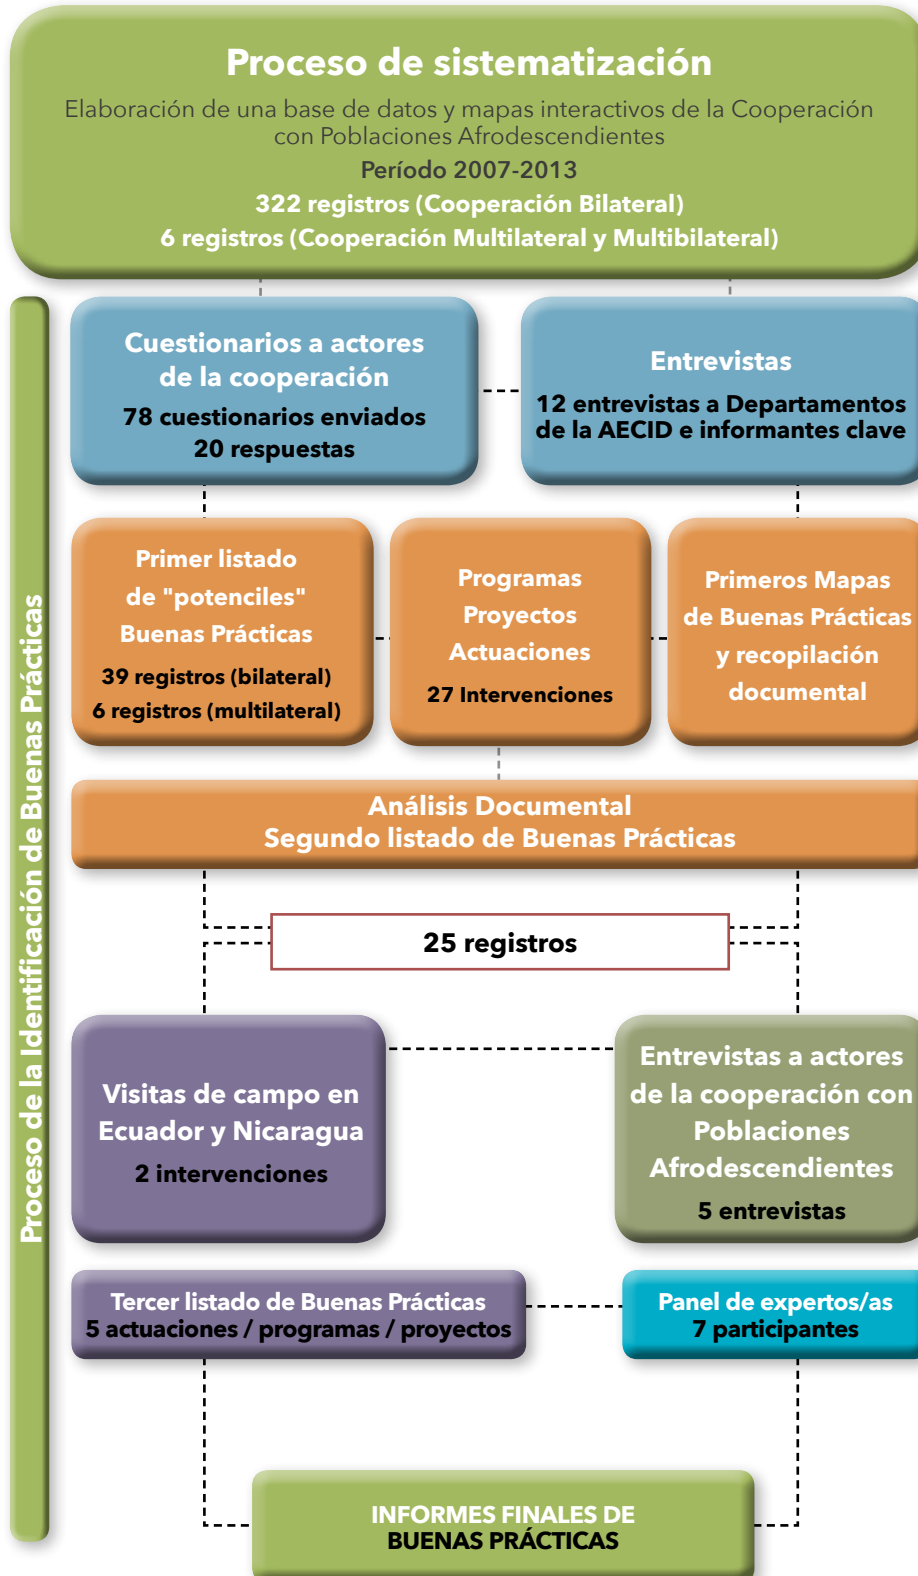 Proceso de sistematización
Elaboración de una base de datos y mapas interactivos de la Cooperación
con Poblaciones Afrodescendientes
Período 2007-2013
322 registros (Cooperación Bilateral)
6 registros (Cooperación Multilateral y Multibilateral)
Proceso de la Identificación de Buenas Prácticas
Cuestionarios a actores
de la cooperación
78 cuestionarios enviados
20 respuestas
Entrevistas
12 entrevistas a Departamentos
de la AECID e informantes clave
Primer listado
de "potenciles"
Buenas Prácticas
39 registros (bilateral)
6 registros (multilateral)
Programas
Proyectos
Actuaciones
27 Intervenciones
Primeros Mapas
de Buenas Prácticas
y recopilación
documental
Análisis Documental
Segundo listado de Buenas Prácticas
25 registros
Visitas de campo en
Ecuador y Nicaragua
2 intervenciones
Entrevistas a actores
de la cooperación con
Poblaciones
Afrodescendientes
5 entrevistas
Tercer listado de Buenas Prácticas
5 actuaciones / programas / proyectos
Panel de expertos/as
7 participantes
INFORMES FINALES DE
BUENAS PRÁCTICAS